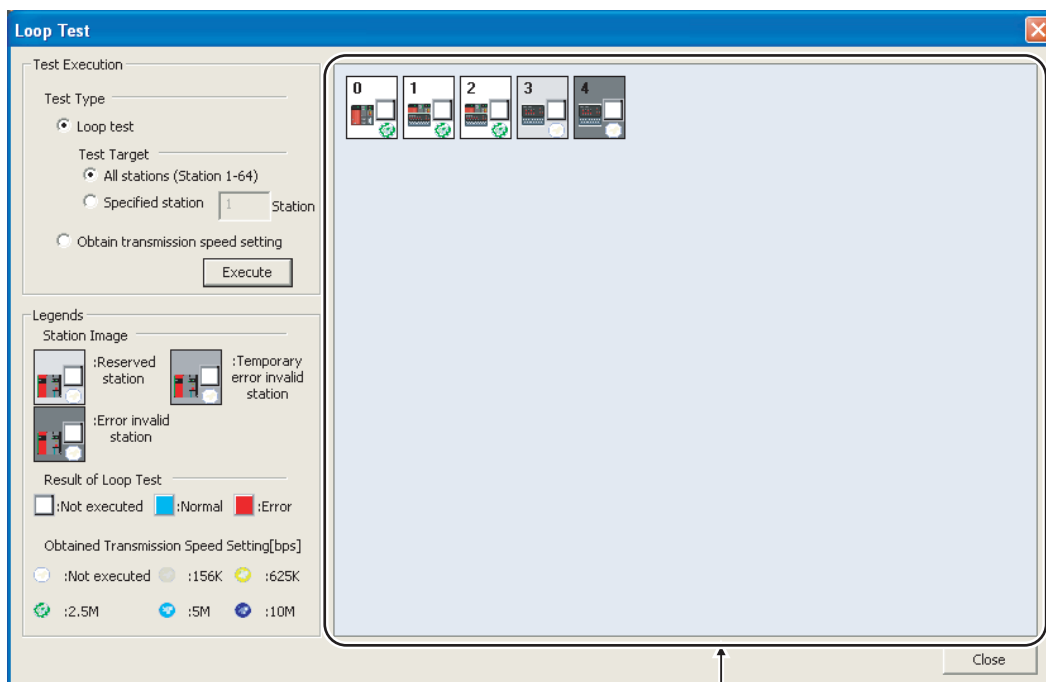 Loop Test
Test Execution
Test Type
Loop test
Test Target
All stations (Station 1-64)
Specified station 1 Station
Obtain transmission speed setting
Execute
Legends
Station Image
:Reserved station
:Temporary error invalid station
:Error invalid station
Result of Loop Test
:Not executed :Normal :Error
Obtained Transmission Speed Setting[bps]
:Not executed :156K :625K
:2.5M :5M :10M
0 1 2 3 4
Close